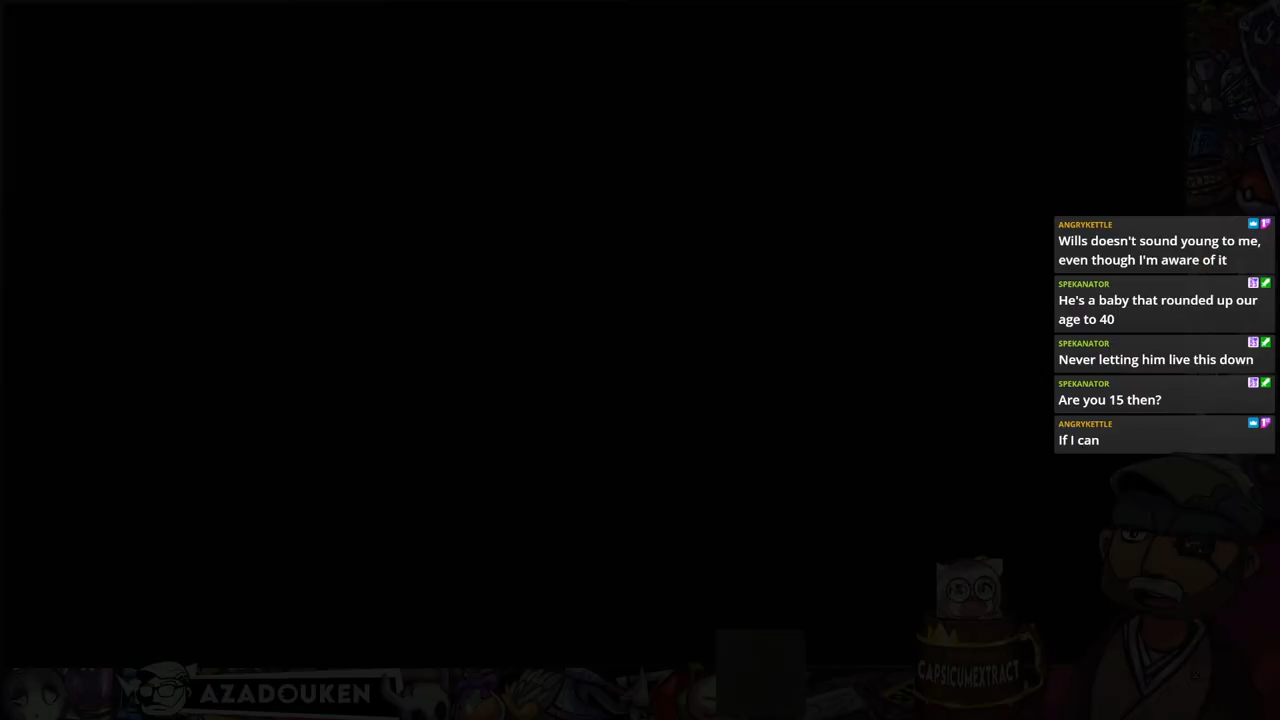 ANGRYKETTLE
Wills doesn't sound young to me,
even though I'm aware of it
SPEKANATOR
He's a baby that rounded up our
age to 40
SPEKANATOR
Never letting him live this down
SPEKANATOR
Are you 15 then?
ANGRYKETTLE
If I can
CAPSICUMEXTRACT
AZADOUKEN